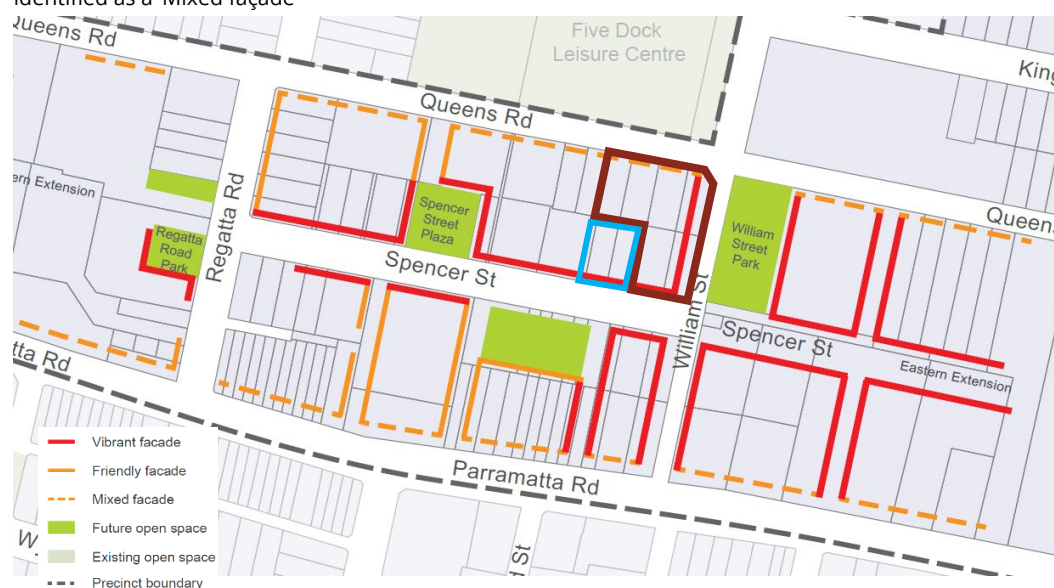 Identified as a 'Mixed façade'
Queens Rd
Five Dock
Leisure Centre
King
Queens Rd
ern Extension
Regatta Rd
Spencer
Street
Plaza
William
Street
Park
Queens
Regatta
Road
Park
Spencer St
William St
Spencer St
Eastern Extension
tta Rd
Parramatta Rd
Vibrant facade
Friendly facade
Mixed facade
Future open space
Existing open space
Precinct boundary
W
d St